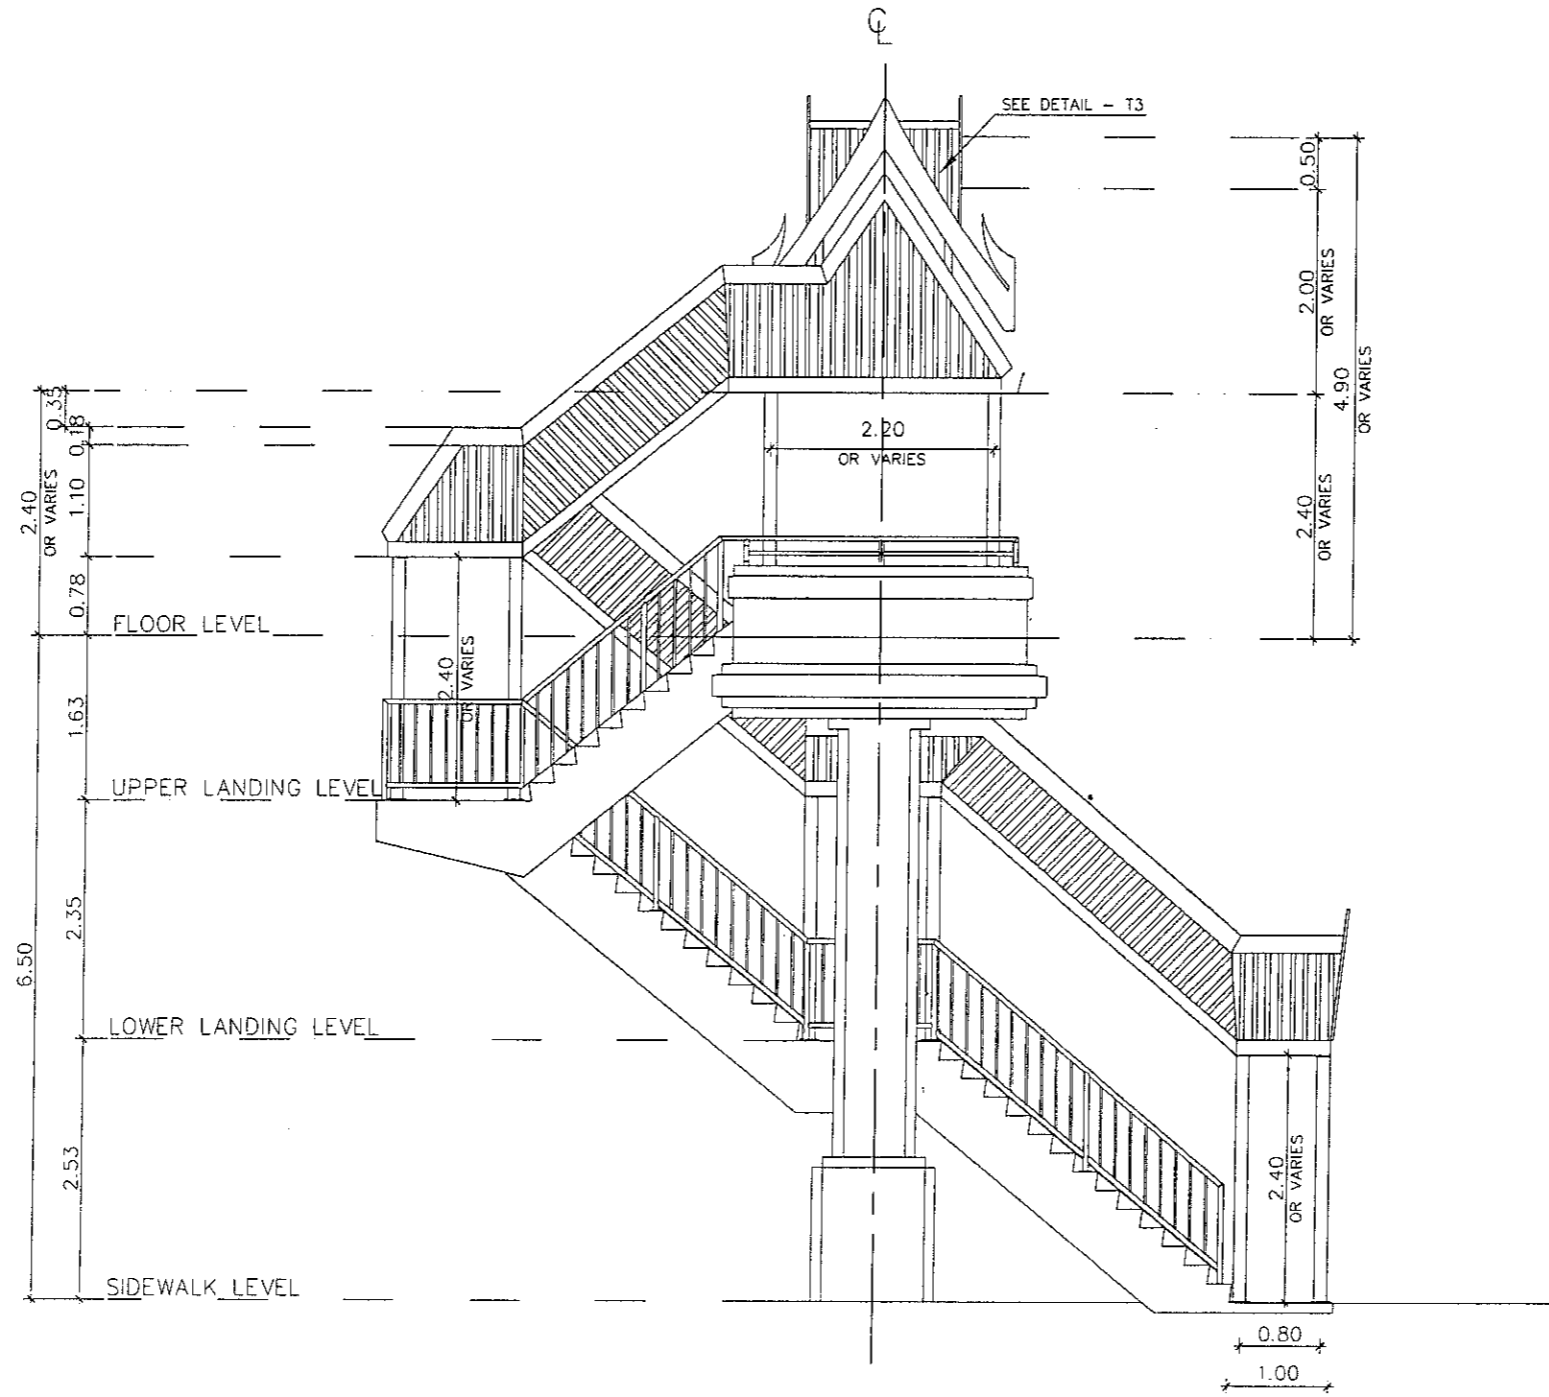 ℄
SEE DETAIL - T3
0.50
2.00
OR VARIES
4.90
OR VARIES
2.40
OR VARIES
2.20
OR VARIES
0.35
0.18
1.10
2.40
OR VARIES
0.78
FLOOR LEVEL
2.40
OR VARIES
1.63
UPPER LANDING LEVEL
2.35
6.50
LOWER LANDING LEVEL
2.53
2.40
OR VARIES
SIDEWALK LEVEL
0.80
1.00